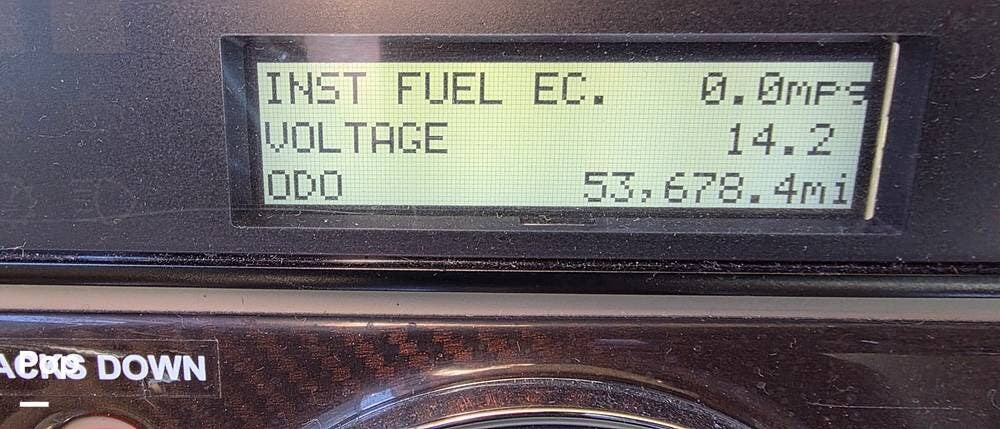 INST FUEL EC. 0.0mpg
VOLTAGE 14.2
ODO 53,678.4mi
DOWN